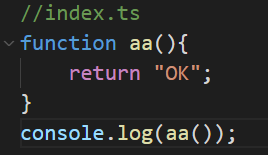 //index.ts
function aa(){
    return "OK";
}
console.log(aa());